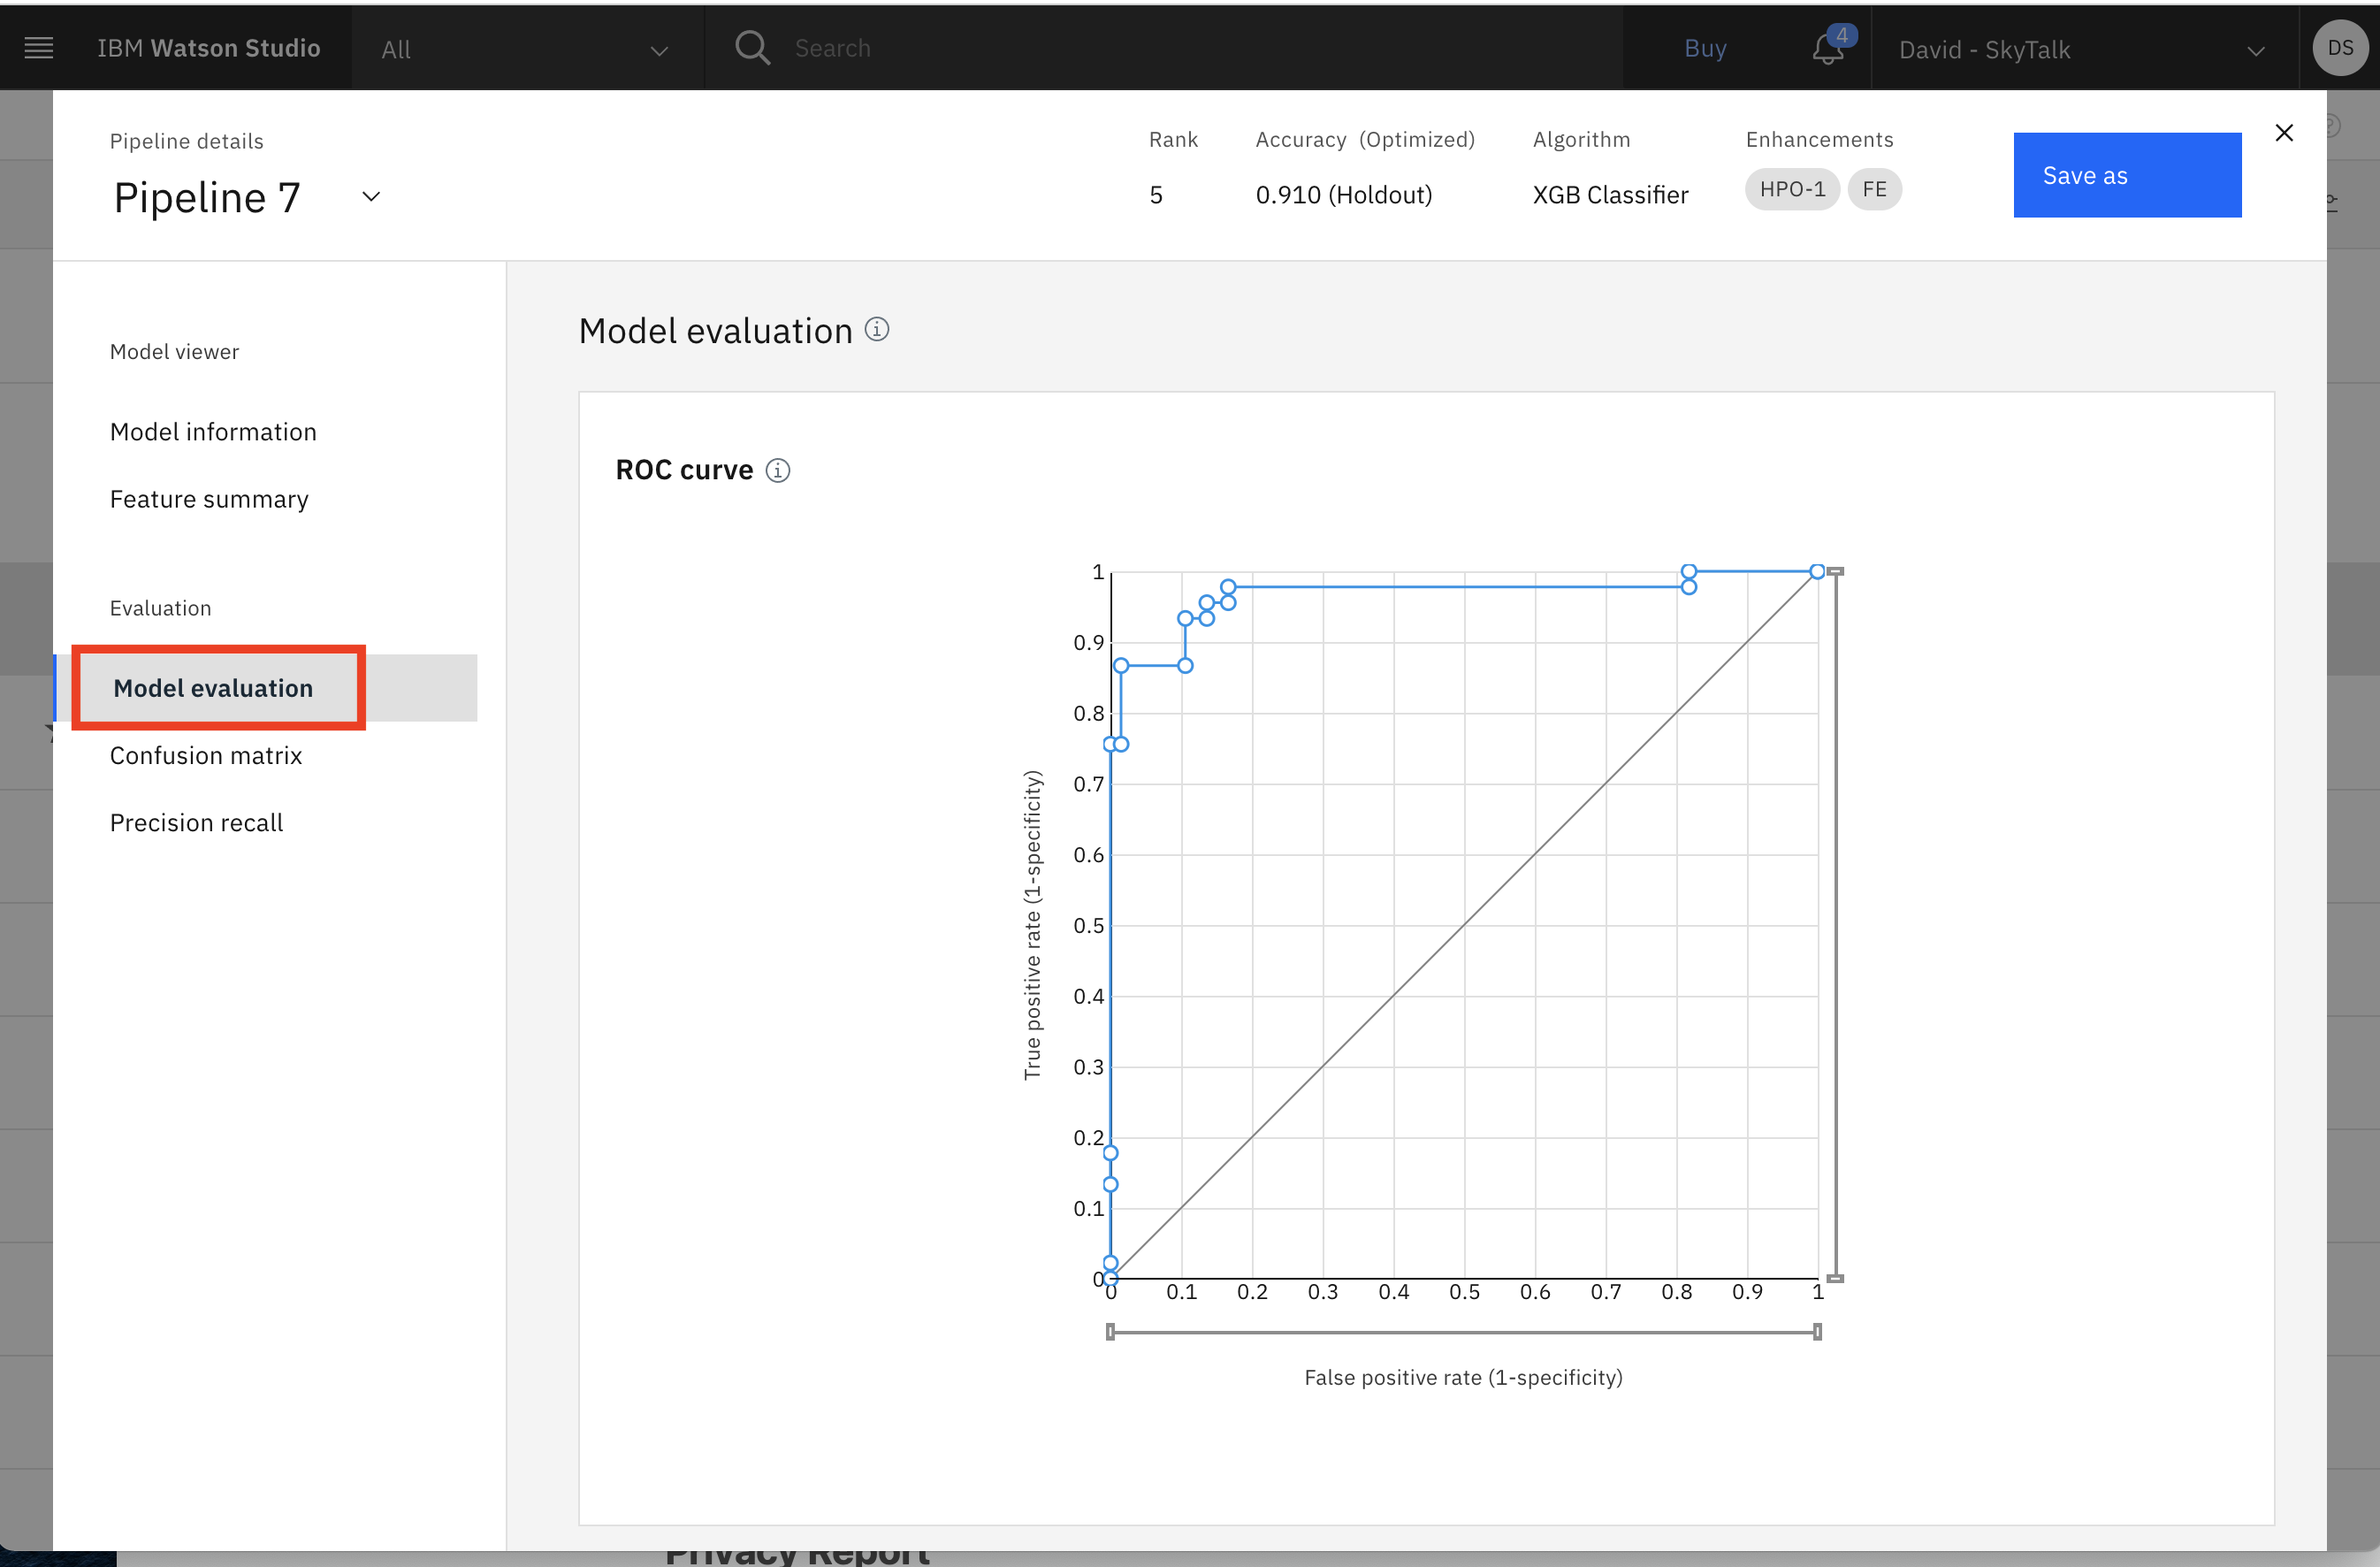 IBM Watson Studio
All
Search
Buy
4
David - SkyTalk
DS
Pipeline details
Pipeline 7
Rank
5
Accuracy (Optimized)
0.910 (Holdout)
Algorithm
XGB Classifier
Enhancements
HPO-1 FE
Save as
Model viewer
Model information
Feature summary
Evaluation
Model evaluation
Confusion matrix
Precision recall
Model evaluation
ROC curve
True positive rate (1-specificity)
1
0.9
0.8
0.7
0.6
0.5
0.4
0.3
0.2
0.1
0
0 0.1 0.2 0.3 0.4 0.5 0.6 0.7 0.8 0.9 1
False positive rate (1-specificity)
Privacy Report